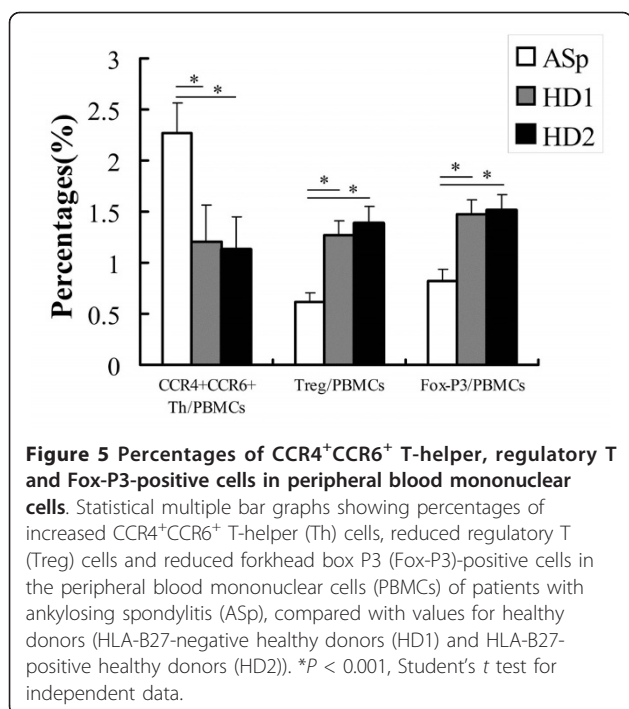 ASp
HD1
HD2
Percentages(%)
3
2.5
2
1.5
1
0.5
0
* *
* *
* *
CCR4+CCR6+
Th/PBMCs
Treg/PBMCs
Fox-P3/PBMCs
Figure 5 Percentages of CCR4⁺CCR6⁺ T-helper, regulatory T
and Fox-P3-positive cells in peripheral blood mononuclear
cells. Statistical multiple bar graphs showing percentages of
increased CCR4⁺CCR6⁺ T-helper (Th) cells, reduced regulatory T
(Treg) cells and reduced forkhead box P3 (Fox-P3)-positive cells in
the peripheral blood mononuclear cells (PBMCs) of patients with
ankylosing spondylitis (ASp), compared with values for healthy
donors (HLA-B27-negative healthy donors (HD1) and HLA-B27-
positive healthy donors (HD2)). *P < 0.001, Student's t test for
independent data.